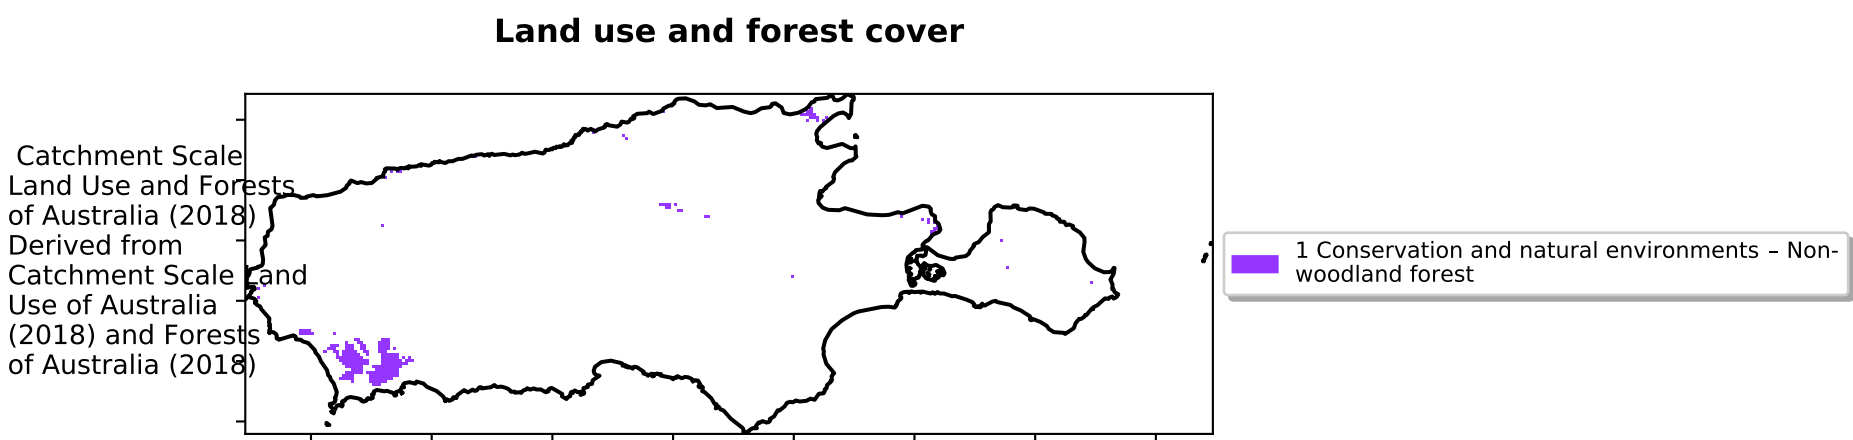 Land use and forest cover
Catchment Scale
Land Use and Forests
of Australia (2018)
Derived from
Catchment Scale Land
Use of Australia
(2018) and Forests
of Australia (2018)
1 Conservation and natural environments – Non-
woodland forest